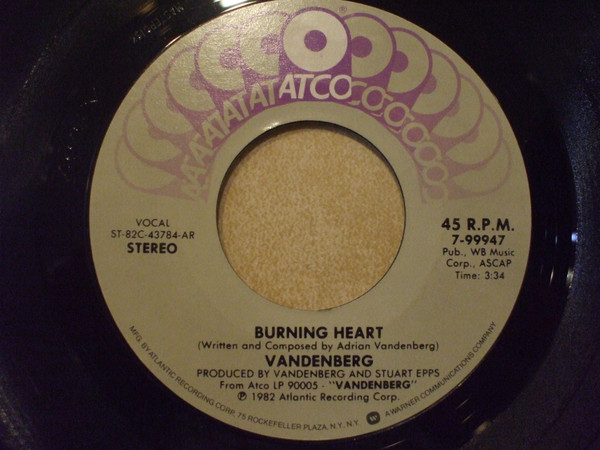 ATCO
VOCAL
ST-82C-43784-AR
STEREO
45 R.P.M.
7-99947
Pub., WB Music
Corp., ASCAP
Time: 3:34
BURNING HEART
(Written and Composed by Adrian Vandenberg)
VANDENBERG
PRODUCED BY VANDENBERG AND STUART EPPS
From Atco LP 90005 - "VANDENBERG"
℗ 1982 Atlantic Recording Corp.
MFG. BY ATLANTIC RECORDING CORP. 75 ROCKEFELLER PLAZA, N.Y., N.Y. A WARNER COMMUNICATIONS COMPANY